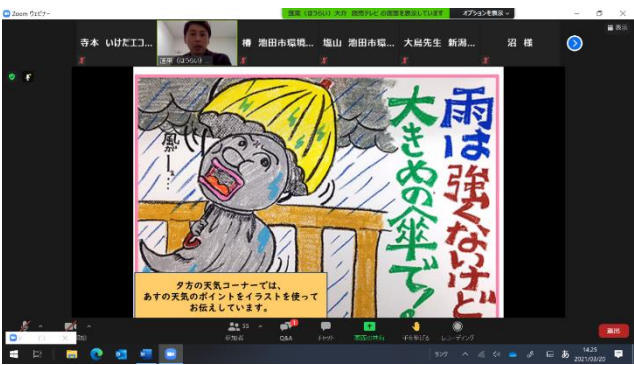 Zoom ウェビナー
蓬莱（ほうらい）大介 読売テレビ の画面を表示しています
オプションを表示
表示
寺本 いけだエコ...
蓬莱（ほうらい）...
椿 池田市環境...
塩山 池田市環...
大島先生 新潟...
沼 様
雨は強くないけど
大きめの傘で！
風がー…
夕方の天気コーナーでは、
あすの天気のポイントをイラストを使って
お伝えしています。
55
参加者
Q&A
チャット
画面の共有
手を挙げる
レコーディング
退出
あ
14:25
2021/03/20